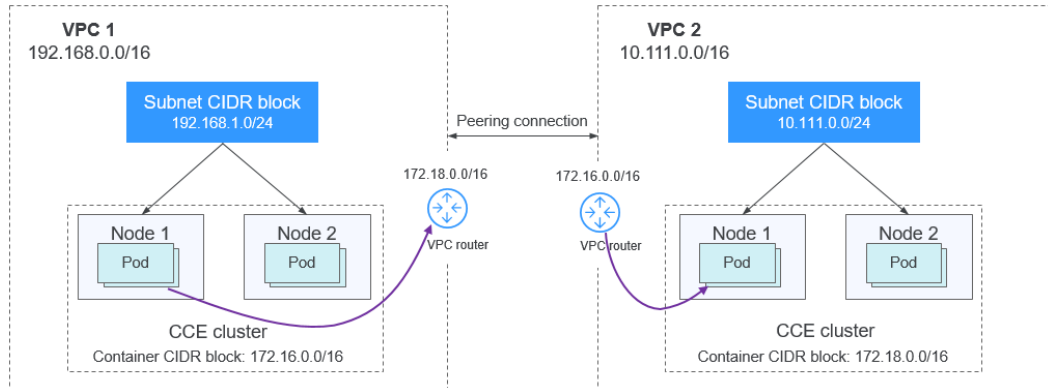 VPC 1
192.168.0.0/16
Subnet CIDR block
192.168.1.0/24
Node 1
Pod
Node 2
Pod
CCE cluster
Container CIDR block: 172.16.0.0/16
Peering connection
172.18.0.0/16
VPC router
172.16.0.0/16
VPC router
VPC 2
10.111.0.0/16
Subnet CIDR block
10.111.0.0/24
Node 1
Pod
Node 2
Pod
CCE cluster
Container CIDR block: 172.18.0.0/16